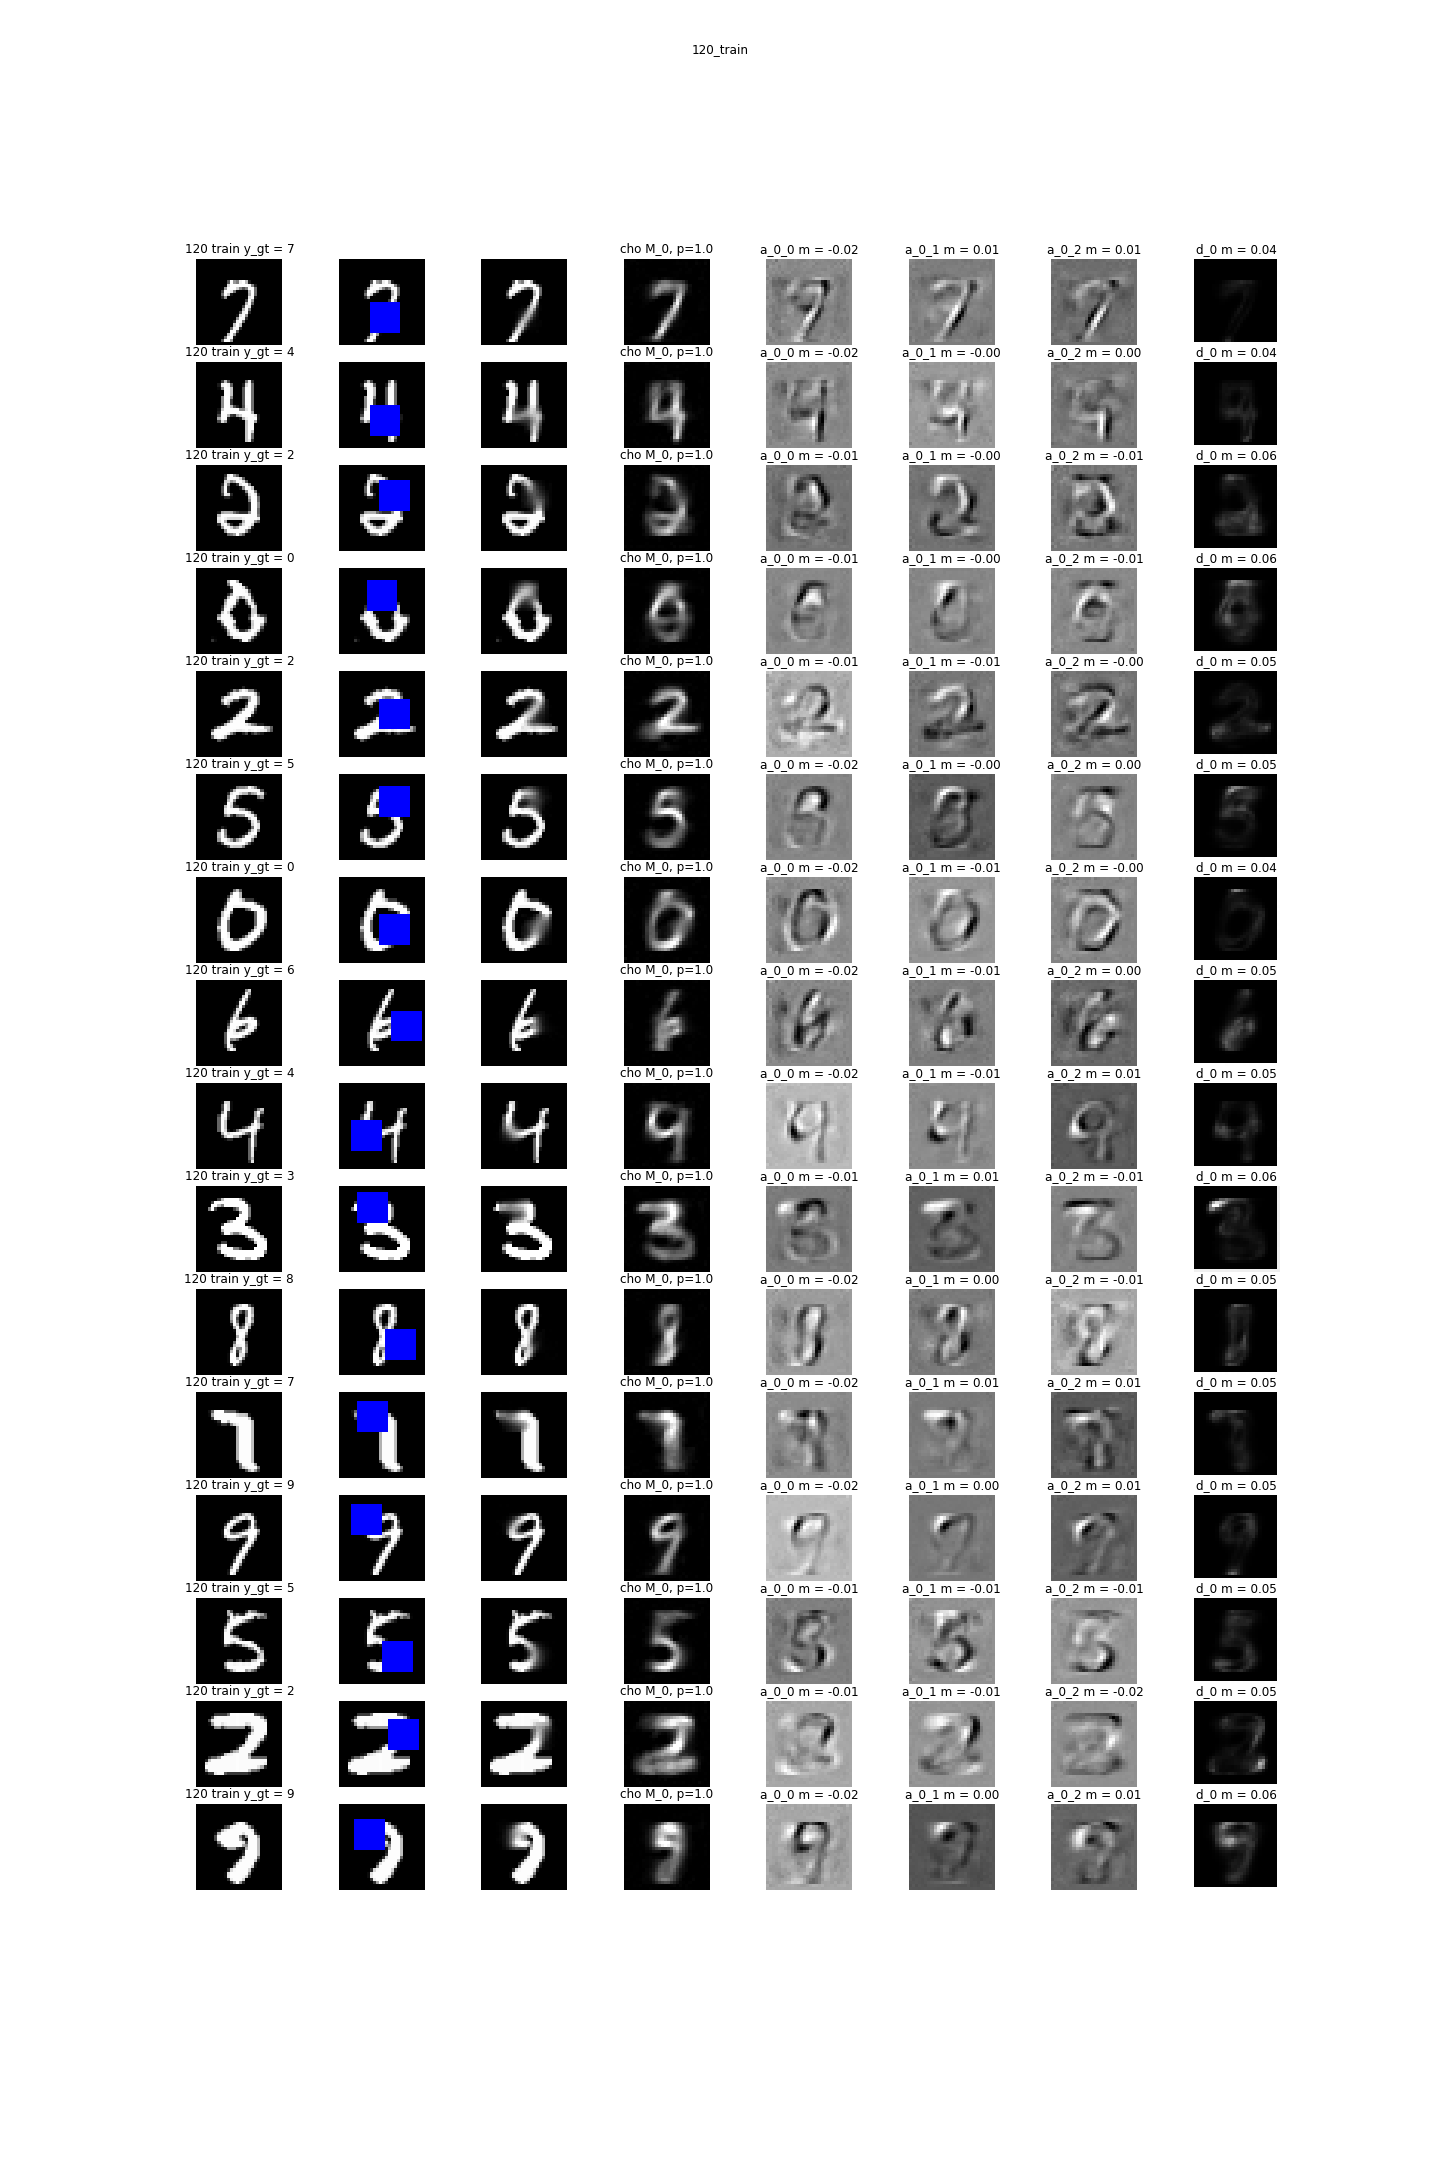 120_train
120 train y_gt = 7 cho M_0, p=1.0 a_0_0 m = -0.02 a_0_1 m = 0.01 a_0_2 m = 0.01 d_0 m = 0.04
120 train y_gt = 4 cho M_0, p=1.0 a_0_0 m = -0.02 a_0_1 m = -0.00 a_0_2 m = 0.00 d_0 m = 0.04
120 train y_gt = 2 cho M_0, p=1.0 a_0_0 m = -0.01 a_0_1 m = -0.00 a_0_2 m = -0.01 d_0 m = 0.06
120 train y_gt = 0 cho M_0, p=1.0 a_0_0 m = -0.01 a_0_1 m = -0.00 a_0_2 m = -0.01 d_0 m = 0.06
120 train y_gt = 2 cho M_0, p=1.0 a_0_0 m = -0.01 a_0_1 m = -0.01 a_0_2 m = -0.00 d_0 m = 0.05
120 train y_gt = 5 cho M_0, p=1.0 a_0_0 m = -0.02 a_0_1 m = -0.00 a_0_2 m = 0.00 d_0 m = 0.05
120 train y_gt = 0 cho M_0, p=1.0 a_0_0 m = -0.02 a_0_1 m = -0.01 a_0_2 m = -0.00 d_0 m = 0.04
120 train y_gt = 6 cho M_0, p=1.0 a_0_0 m = -0.02 a_0_1 m = -0.01 a_0_2 m = 0.00 d_0 m = 0.05
120 train y_gt = 4 cho M_0, p=1.0 a_0_0 m = -0.02 a_0_1 m = -0.01 a_0_2 m = 0.01 d_0 m = 0.05
120 train y_gt = 3 cho M_0, p=1.0 a_0_0 m = -0.01 a_0_1 m = 0.01 a_0_2 m = -0.01 d_0 m = 0.06
120 train y_gt = 8 cho M_0, p=1.0 a_0_0 m = -0.02 a_0_1 m = 0.00 a_0_2 m = -0.01 d_0 m = 0.05
120 train y_gt = 7 cho M_0, p=1.0 a_0_0 m = -0.02 a_0_1 m = 0.01 a_0_2 m = 0.01 d_0 m = 0.05
120 train y_gt = 9 cho M_0, p=1.0 a_0_0 m = -0.02 a_0_1 m = 0.00 a_0_2 m = 0.01 d_0 m = 0.05
120 train y_gt = 5 cho M_0, p=1.0 a_0_0 m = -0.01 a_0_1 m = -0.01 a_0_2 m = -0.01 d_0 m = 0.05
120 train y_gt = 2 cho M_0, p=1.0 a_0_0 m = -0.01 a_0_1 m = -0.01 a_0_2 m = -0.02 d_0 m = 0.05
120 train y_gt = 9 cho M_0, p=1.0 a_0_0 m = -0.02 a_0_1 m = 0.00 a_0_2 m = 0.01 d_0 m = 0.06